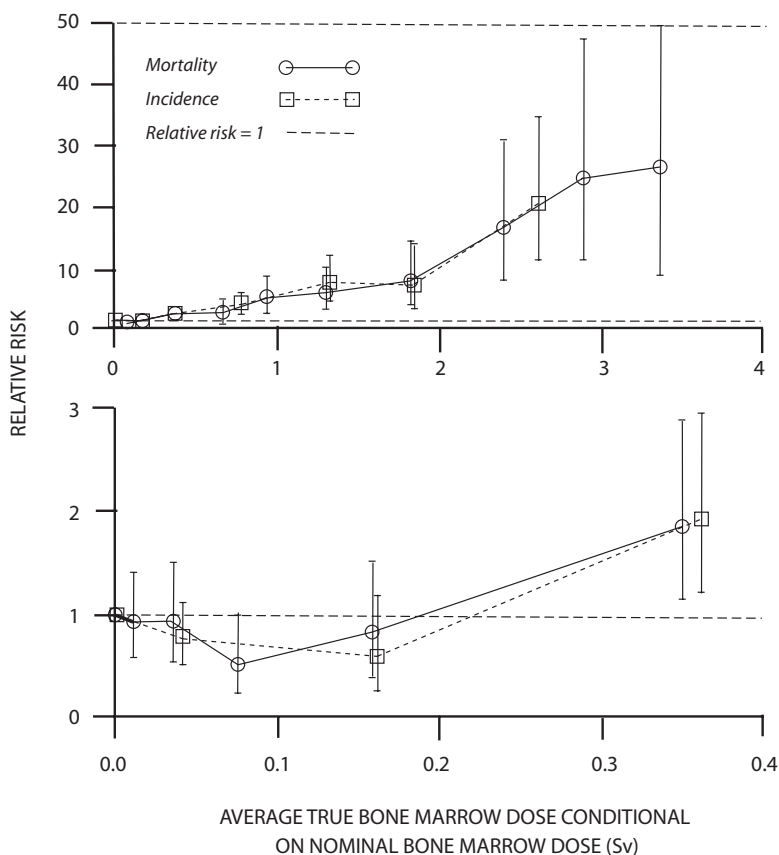 50
40
30
20
10
0
Mortality
Incidence
Relative risk = 1
0 1 2 3 4
RELATIVE RISK
3
2
1
0
0.0 0.1 0.2 0.3 0.4
AVERAGE TRUE BONE MARROW DOSE CONDITIONAL
ON NOMINAL BONE MARROW DOSE (Sv)